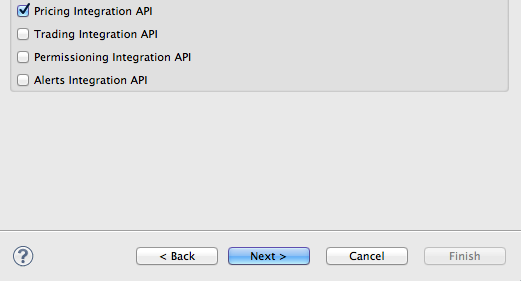 Pricing Integration API
Trading Integration API
Permissioning Integration API
Alerts Integration API
? < Back Next > Cancel Finish